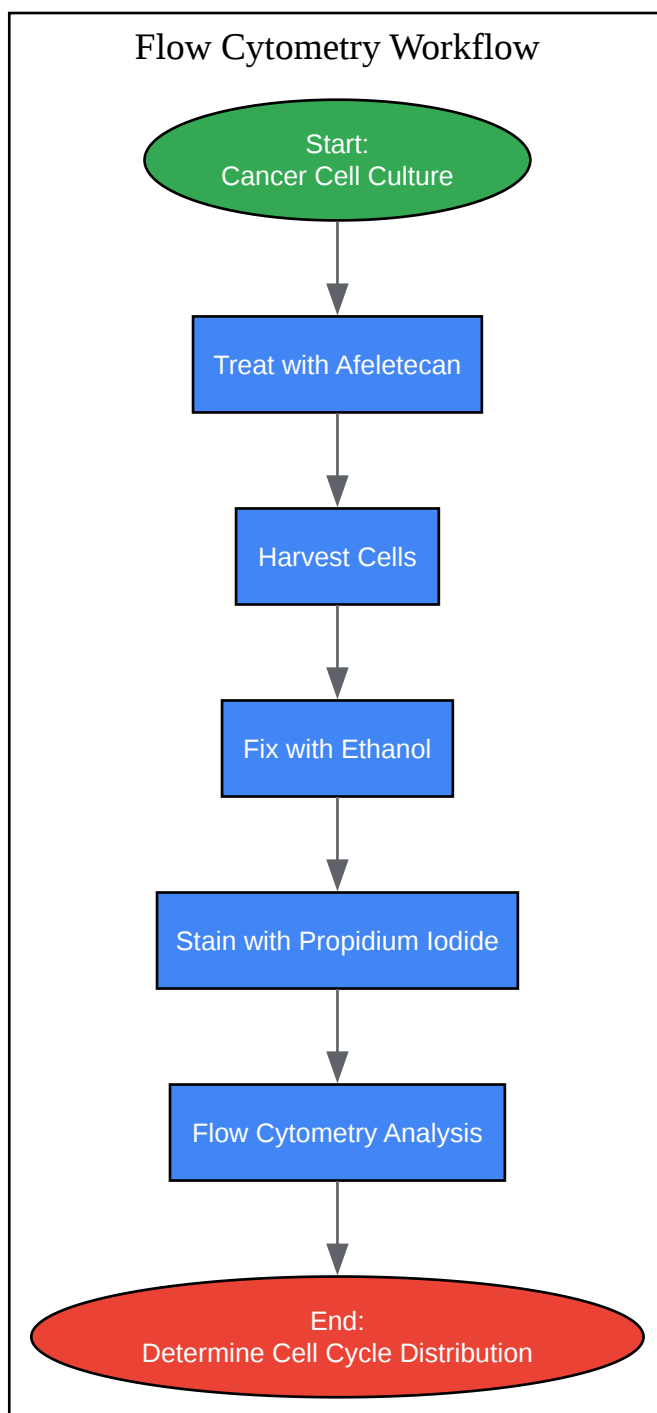 Flow Cytometry Workflow
Start:
Cancer Cell Culture
Treat with Afeletecan
Harvest Cells
Fix with Ethanol
Stain with Propidium Iodide
Flow Cytometry Analysis
End:
Determine Cell Cycle Distribution